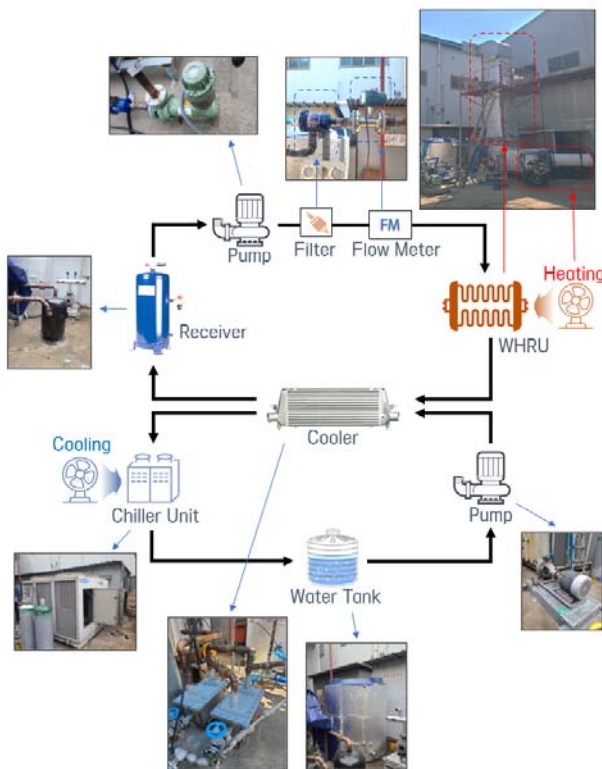 Pump
Filter
FM
Flow Meter
Heating
WHRU
Receiver
Cooler
Cooling
Chiller Unit
Pump
Water Tank